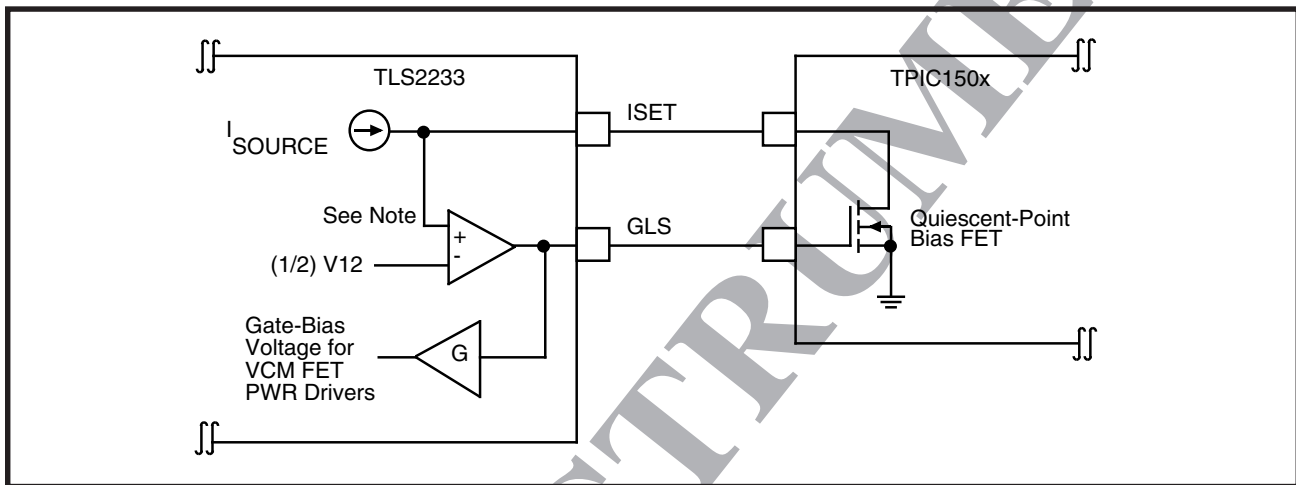 TLS2233
TPIC150x
ISET
I
SOURCE
See Note
GLS
Quiescent-Point
Bias FET
+
-
(1/2) V12
Gate-Bias
Voltage for
VCM FET
PWR Drivers
G
STRUME